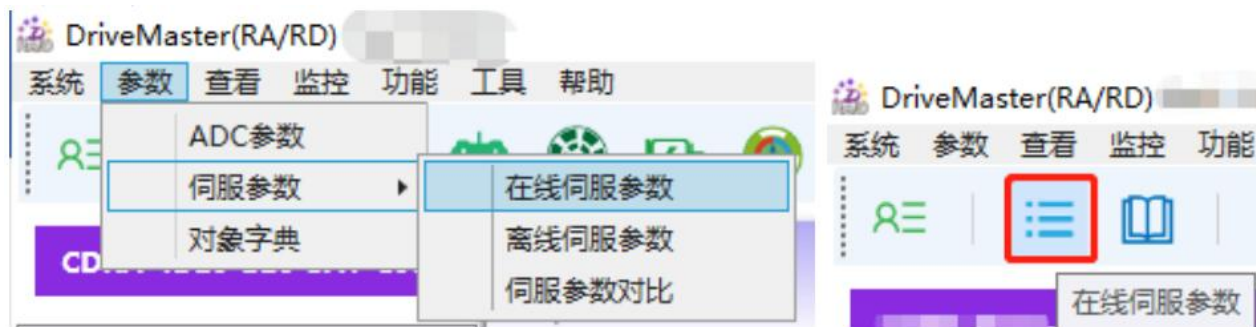 DriveMaster(RA/RD)
系统 参数 查看 监控 功能 工具 帮助
ADC参数
伺服参数
在线伺服参数
对象字典
离线伺服参数
伺服参数对比
DriveMaster(RA/RD)
系统 参数 查看 监控 功能
在线伺服参数